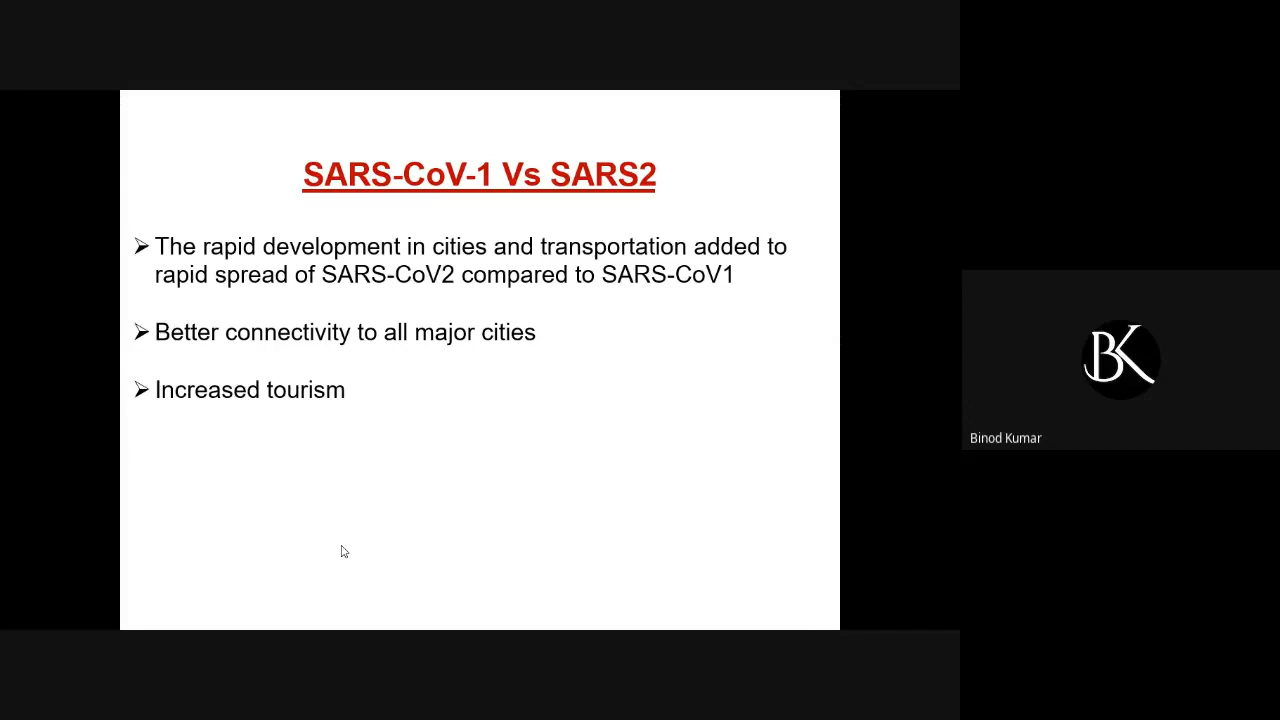 SARS-CoV-1 Vs SARS2
The rapid development in cities and transportation added to
rapid spread of SARS-CoV2 compared to SARS-CoV1
Better connectivity to all major cities
Increased tourism
BK
Binod Kumar